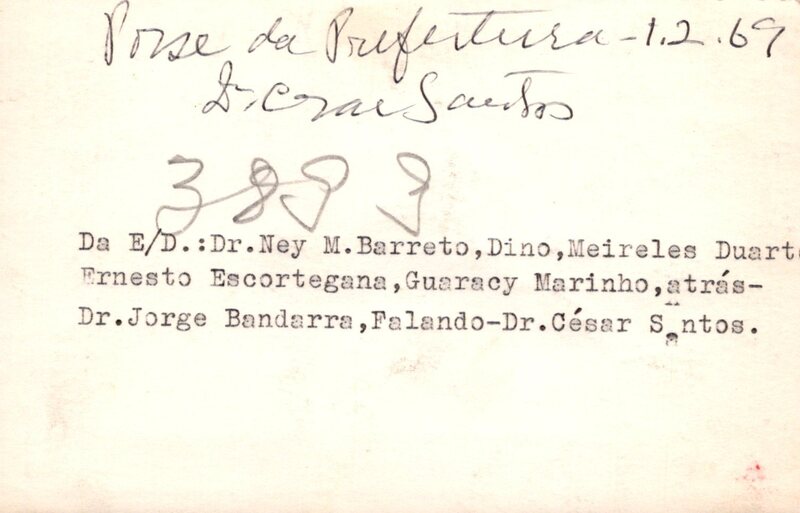 Posse da Prefeitura - 1.2.69
Dr. Cesar Santos
Da E/D.:Dr.Ney M.Barreto,Dino,Meireles Duarte
Ernesto Escortegana,Guaracy Marinho,atrás-
Dr.Jorge Bandarra,Falando-Dr.César Santos.